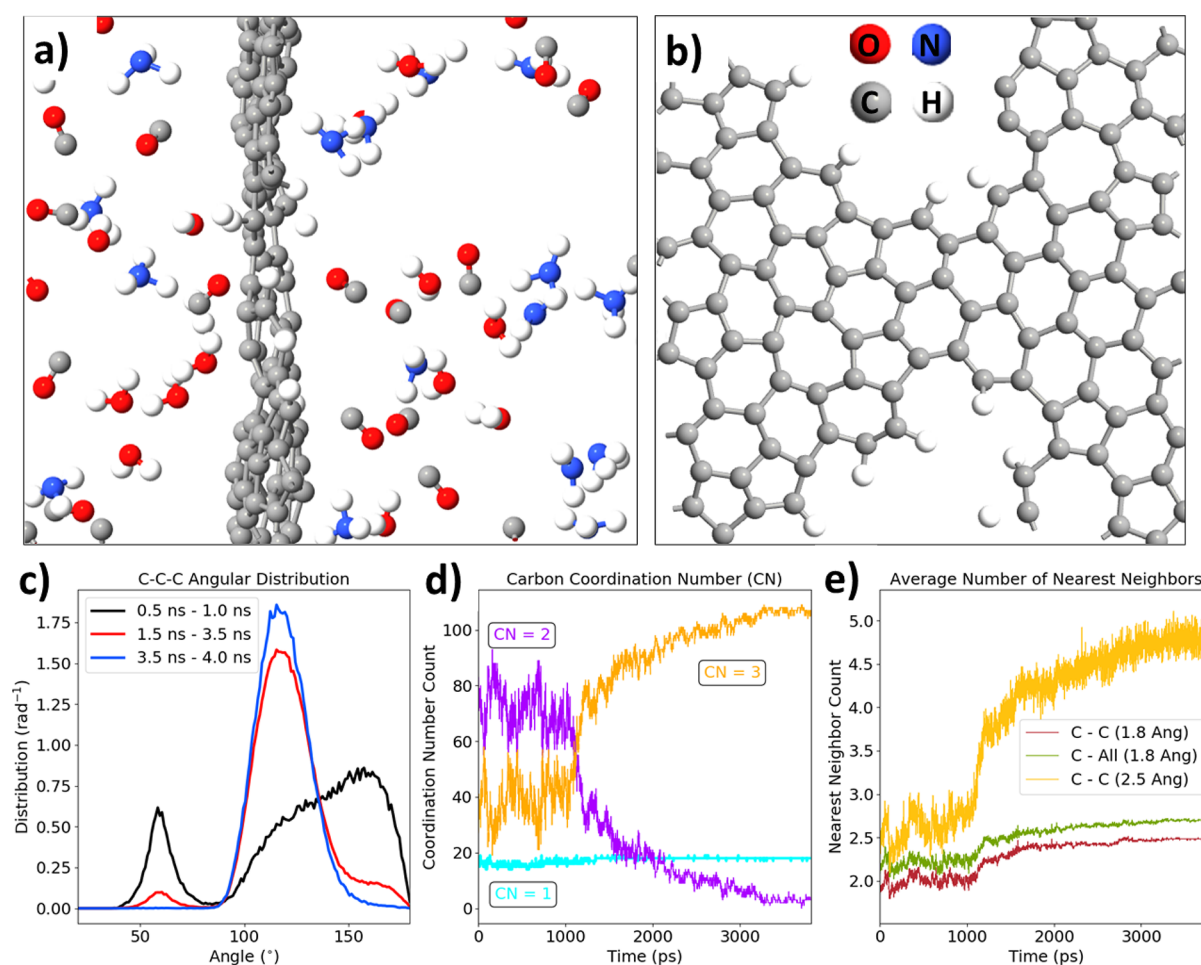 a)
b)
O N
C H
c)
C-C-C Angular Distribution
0.5 ns - 1.0 ns
1.5 ns - 3.5 ns
3.5 ns - 4.0 ns
Distribution (rad⁻¹)
1.75
1.50
1.25
1.00
0.75
0.50
0.25
0.00
50 100 150
Angle (°)
d)
Carbon Coordination Number (CN)
CN = 2
CN = 3
CN = 1
Coordination Number Count
100
80
60
40
20
0
0 1000 2000 3000
Time (ps)
e)
Average Number of Nearest Neighbors
C - C (1.8 Ang)
C - All (1.8 Ang)
C - C (2.5 Ang)
Nearest Neighbor Count
5.0
4.5
4.0
3.5
3.0
2.5
2.0
0 1000 2000 3000
Time (ps)